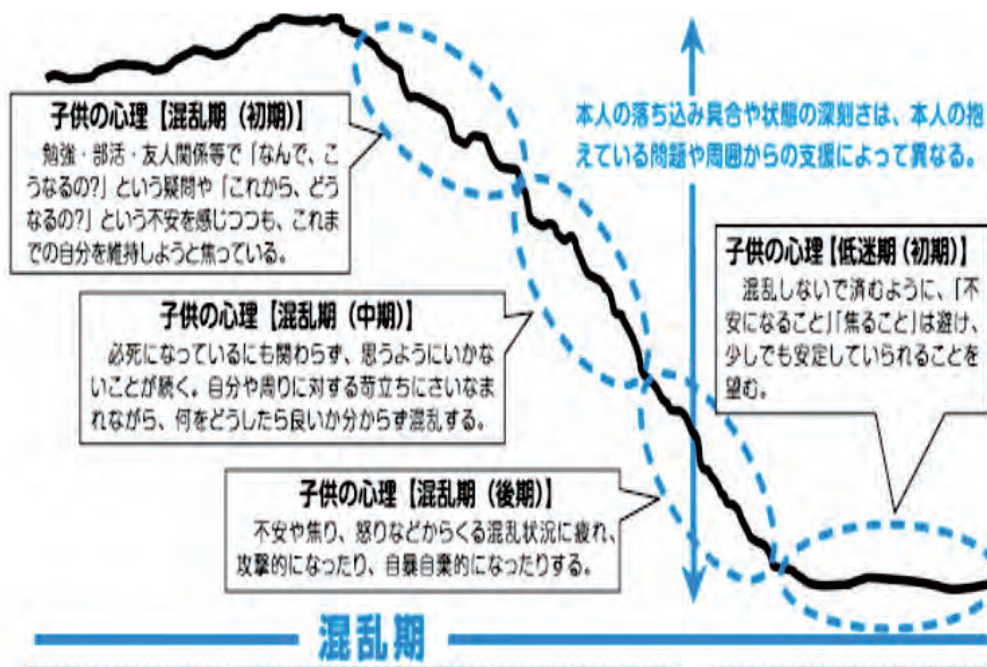 子供の心理【混乱期（初期）】
勉強・部活・友人関係等で「なんで、こ
うなるの?」という疑問や「これから、どう
なるの?」という不安を感じつつも、これま
での自分を維持しようと焦っている。
本人の落ち込み具合や状態の深刻さは、本人の抱
えている問題や周囲からの支援によって異なる。
子供の心理【低迷期（初期）】
混乱しないで済むように、「不
安になること」「焦ること」は避け、
少しでも安定していられることを
望む。
子供の心理【混乱期（中期）】
必死になっているにも関わらず、思うようにいかな
いことが続く。自分や周りに対する苛立ちにさいなま
れながら、何をどうしたら良いか分からず混乱する。
子供の心理【混乱期（後期）】
不安や焦り、怒りなどからくる混乱状況に疲れ、
攻撃的になったり、自暴自棄的になったりする。
混乱期